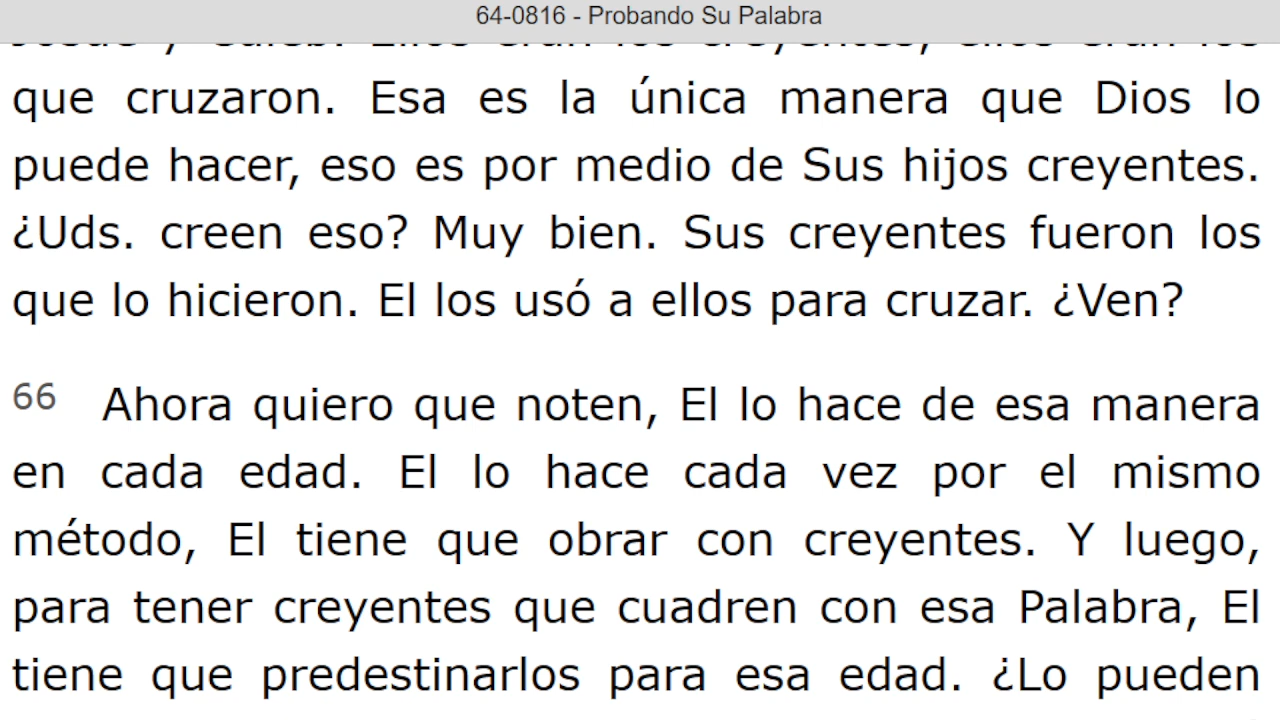 64-0816 - Probando Su Palabra
que cruzaron. Esa es la única manera que Dios lo
puede hacer, eso es por medio de Sus hijos creyentes.
¿Uds. creen eso? Muy bien. Sus creyentes fueron los
que lo hicieron. El los usó a ellos para cruzar. ¿Ven?
66 Ahora quiero que noten, El lo hace de esa manera
en cada edad. El lo hace cada vez por el mismo
método, El tiene que obrar con creyentes. Y luego,
para tener creyentes que cuadren con esa Palabra, El
tiene que predestinarlos para esa edad. ¿Lo pueden